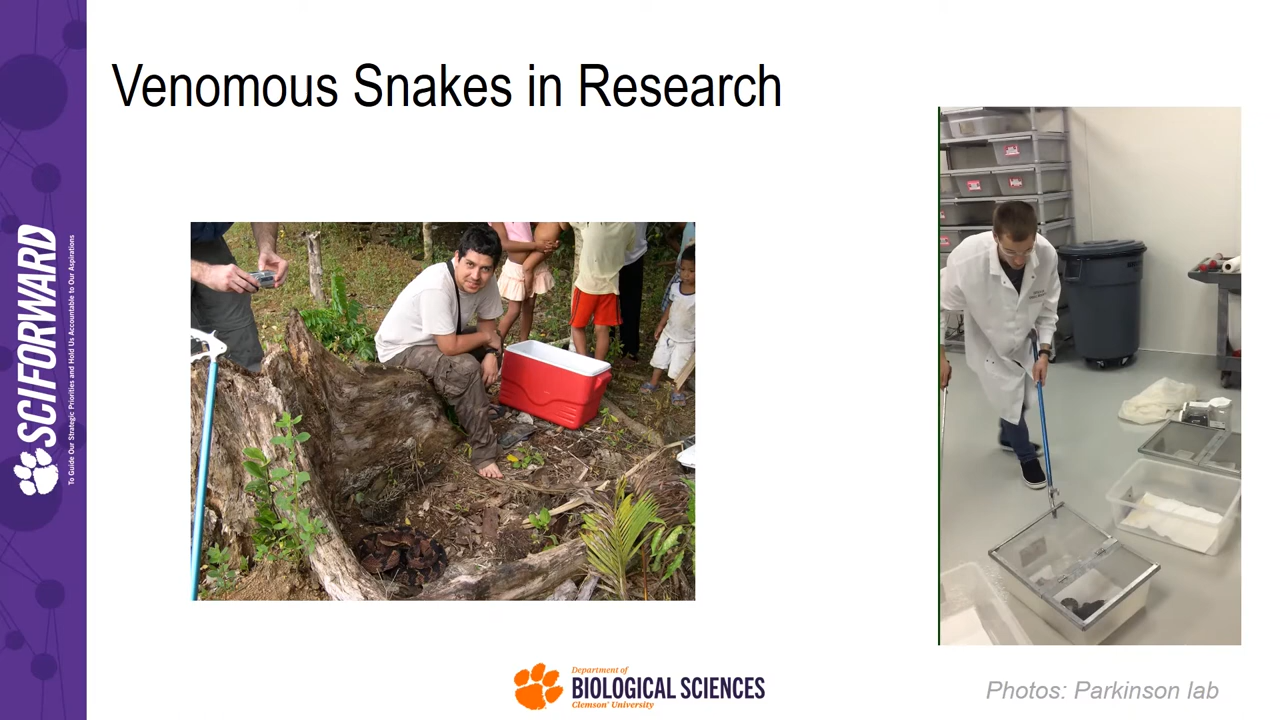 Venomous Snakes in Research
SCIFORWARD
To Guide Our Strategic Priorities and Hold Us Accountable to Our Aspirations
Department of
BIOLOGICAL SCIENCES
Clemson® University
Photos: Parkinson lab